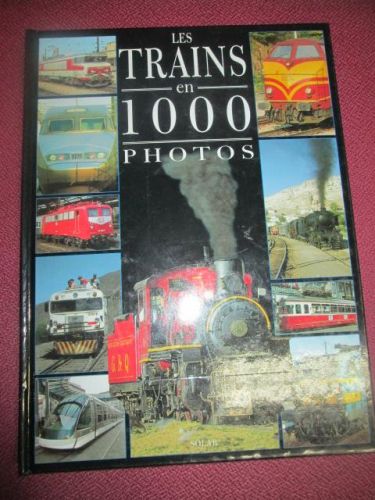 LES
TRAINS
en
1000
PHOTOS
G&Q
SOLAR